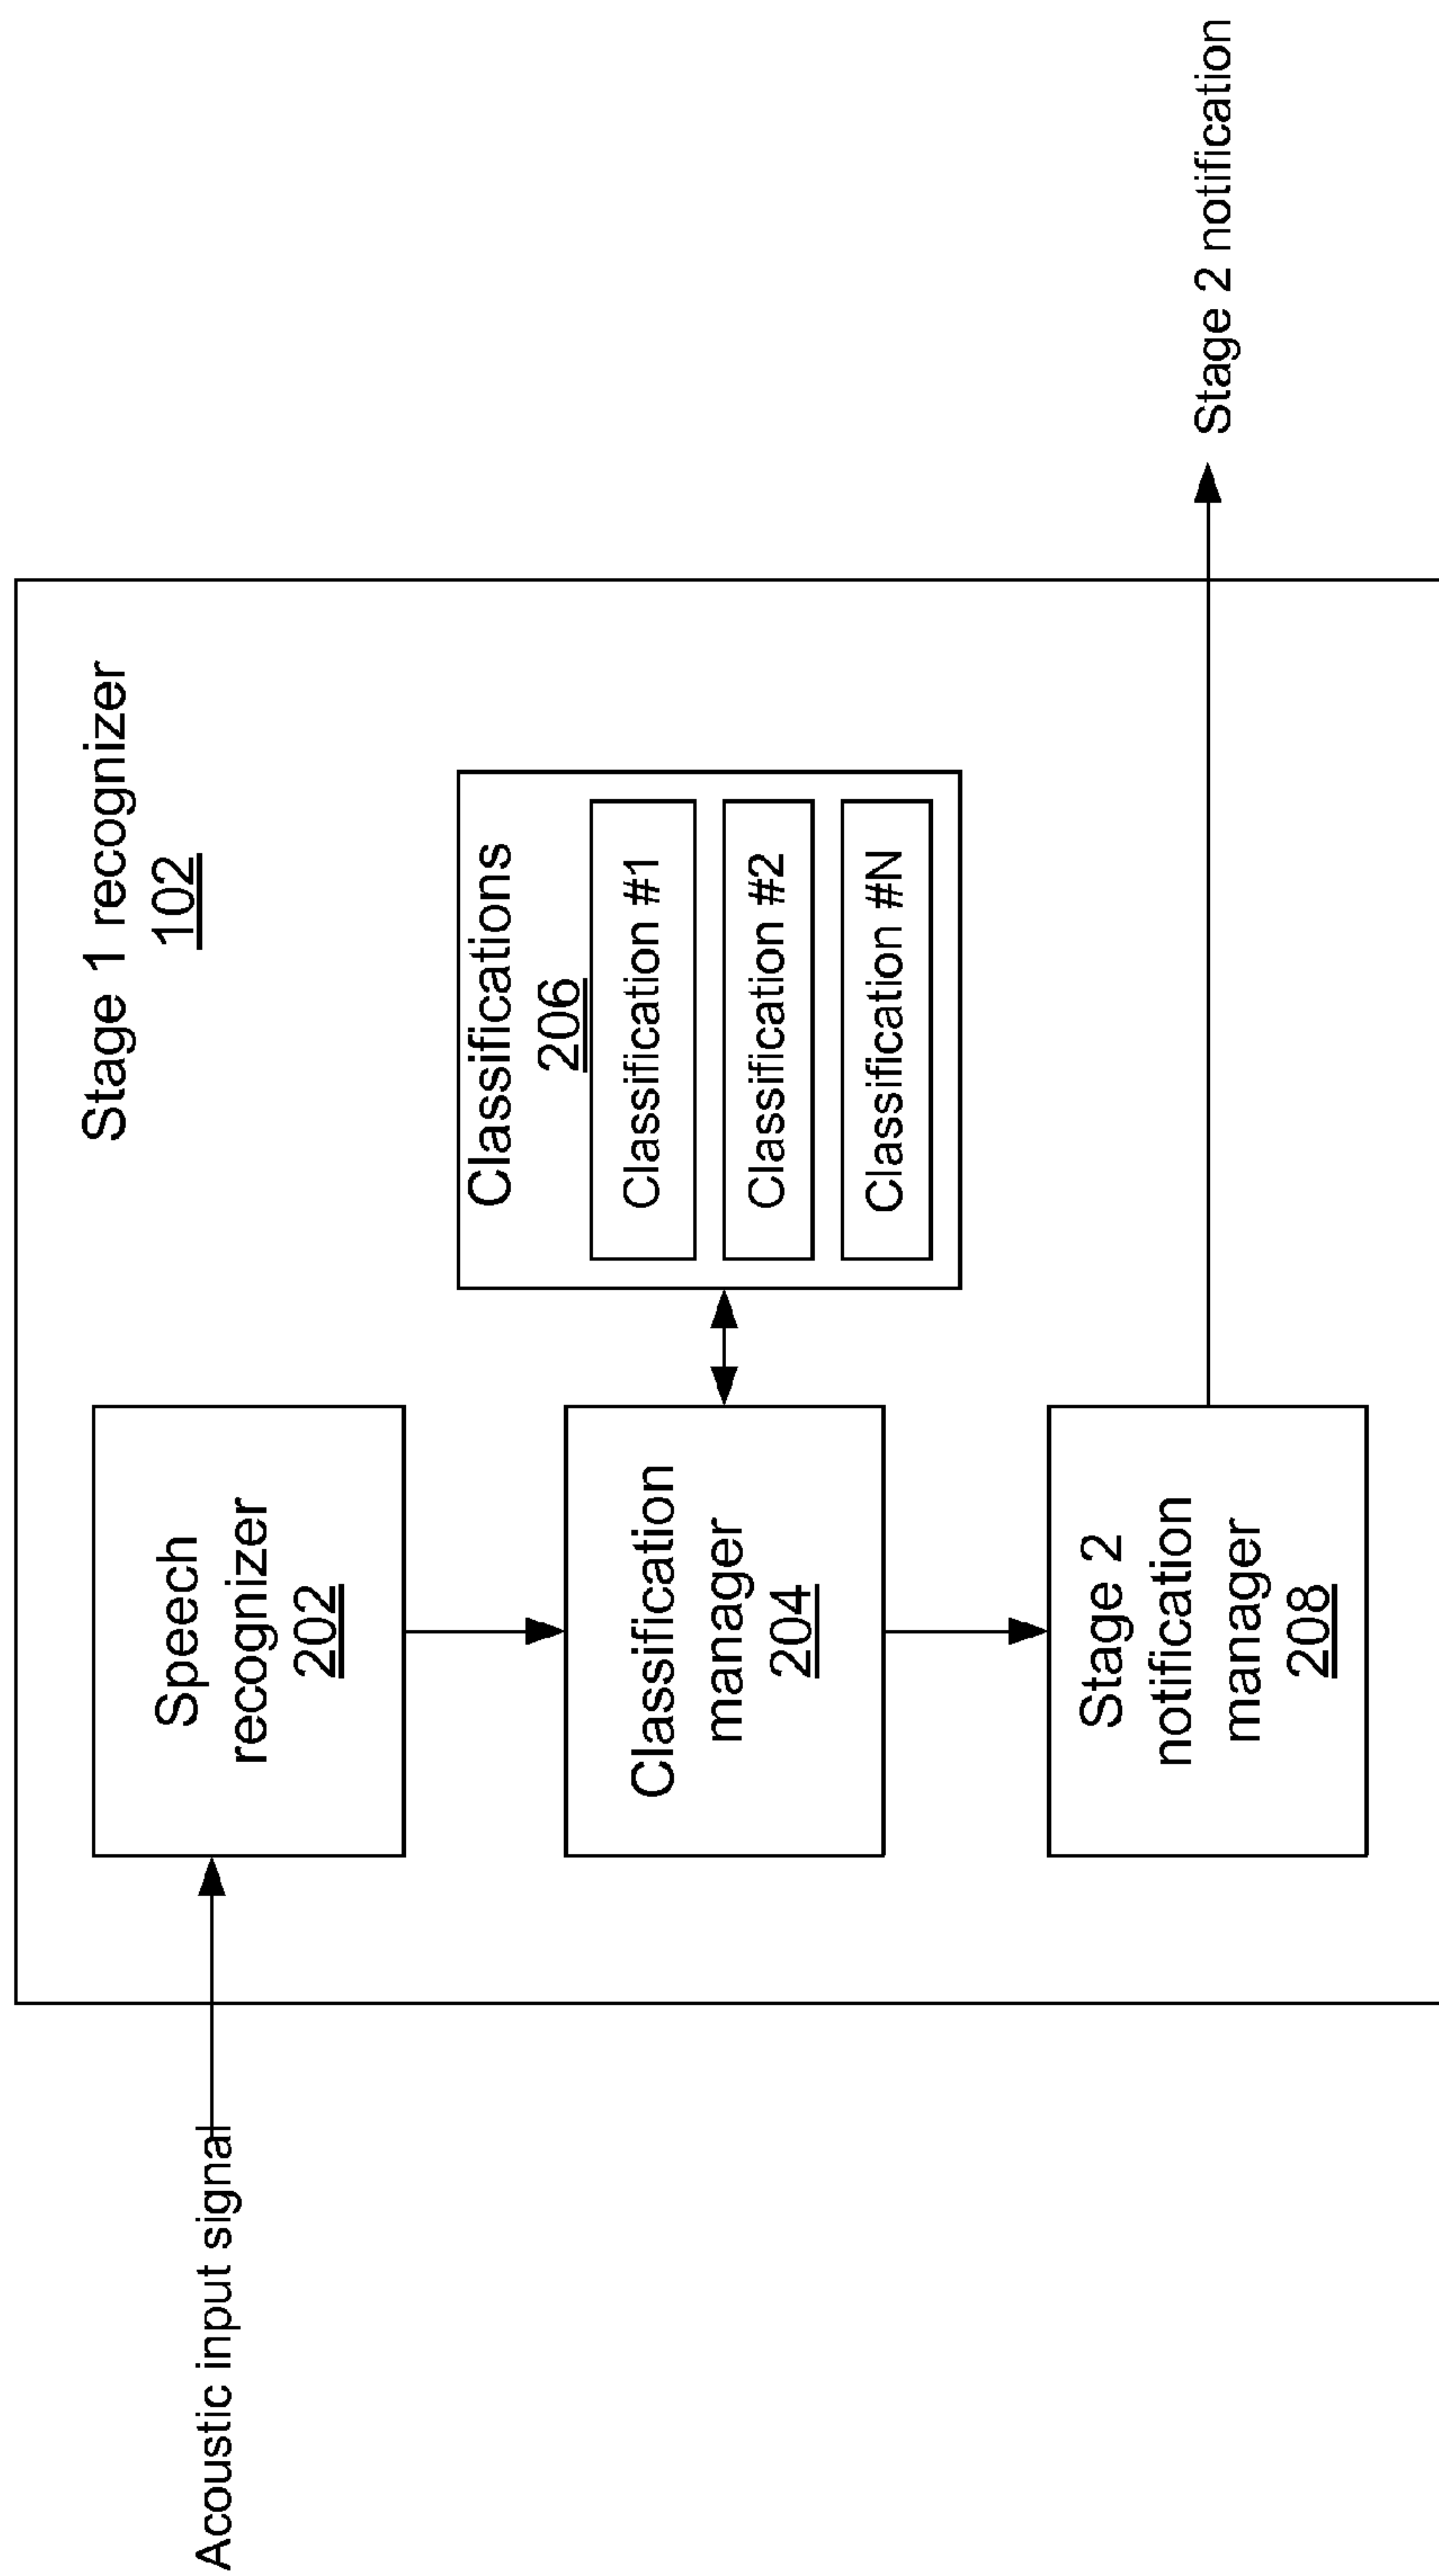 Stage 1 recognizer
102
Acoustic input signal
Speech
recognizer
202
Classifications
206
Classification #1
Classification #2
Classification #N
Classification
manager
204
Stage 2
notification
manager
208
Stage 2 notification